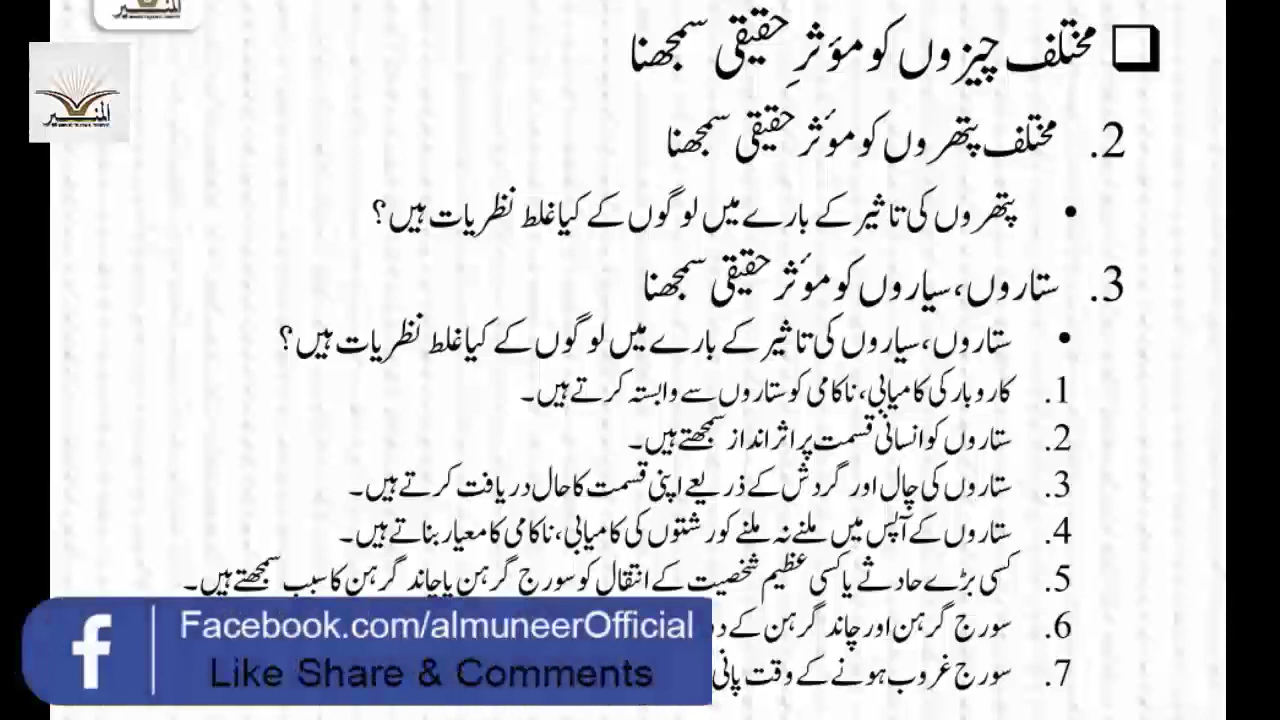 ❑ مختلف چیزوں کو مؤثرِ حقیقی سمجھنا
المنیر
2. مختلف پتھروں کو مؤثر حقیقی سمجھنا
• پتھروں کی تاثیر کے بارے میں لوگوں کے کیا غلط نظریات ہیں؟
3. ستاروں، سیاروں کو مؤثر حقیقی سمجھنا
• ستاروں، سیاروں کی تاثیر کے بارے میں لوگوں کے کیا غلط نظریات ہیں؟
1. کاروبار کی کامیابی، ناکامی کو ستاروں سے وابستہ کرتے ہیں۔
2. ستاروں کو انسانی قسمت پر اثر انداز سمجھتے ہیں۔
3. ستاروں کی چال اور گردش کے ذریعے اپنی قسمت کا حال دریافت کرتے ہیں۔
4. ستاروں کے آپس میں ملنے نہ ملنے کو رشتوں کی کامیابی، ناکامی کا معیار بناتے ہیں۔
5. کسی بڑے حادثے یا کسی عظیم شخصیت کے انتقال کو سورج گرہن یا چاند گرہن کا سبب سمجھتے ہیں۔
6. سورج گرہن اور چاند گرہن کے
7. سورج غروب ہونے کے وقت پانی
Facebook.com/almuneerOfficial
Like Share & Comments